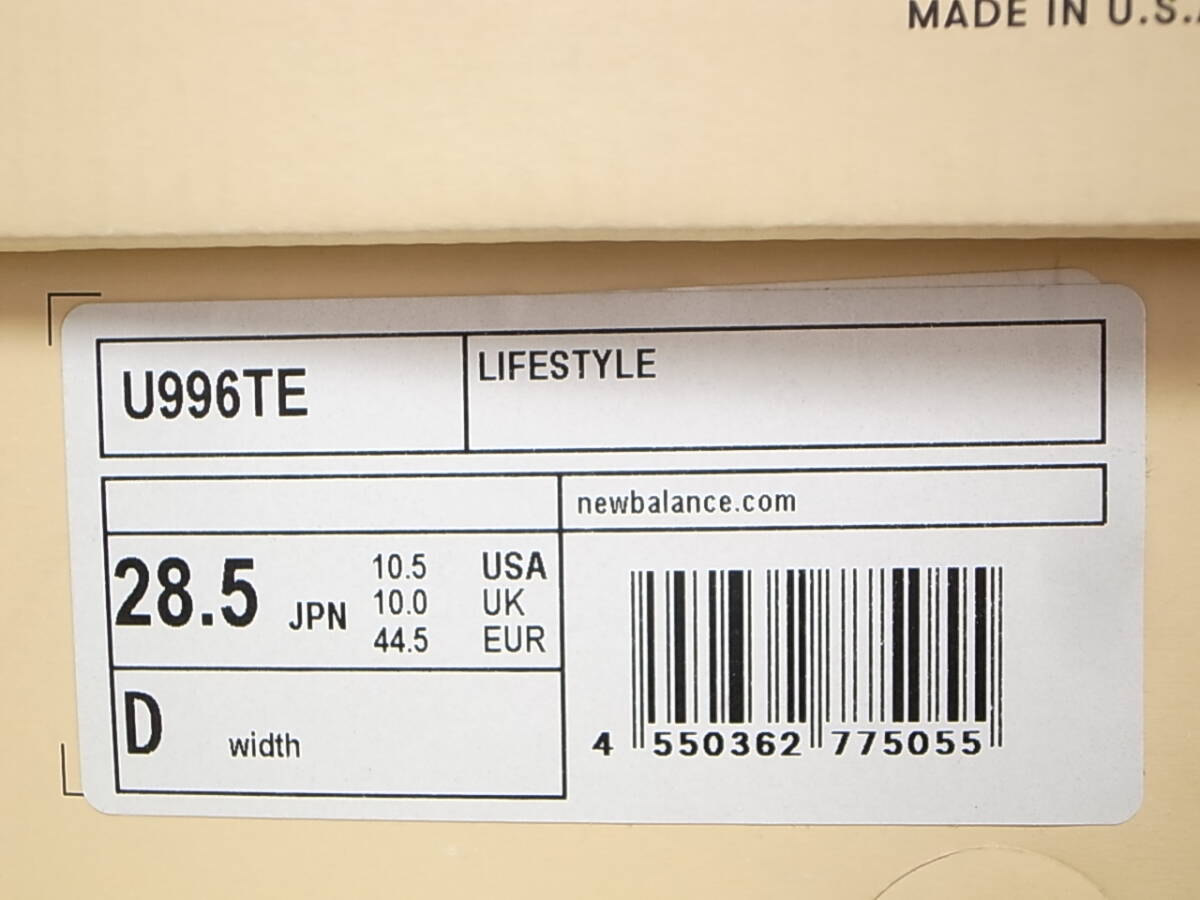 MADE IN U.S.A
U996TE
LIFESTYLE
newbalance.com
28.5 JPN
10.5 USA
10.0 UK
44.5 EUR
D width
4 550362 775055